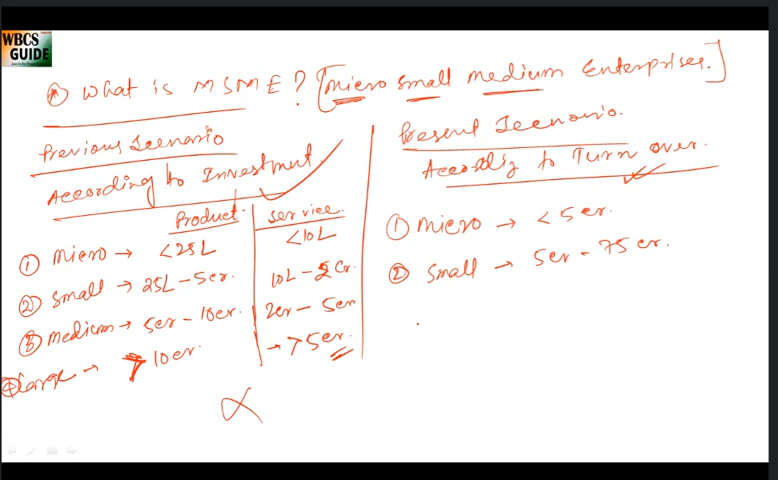 WBCS
GUIDE
What is MSME? [Micro Small Medium Enterprises.]
Previous Scenario
According to Investment
Product. Service.
① Micro → <25L <10L
② Small → 25L-5cr. 10L-2Cr.
③ Medium → 5cr-10cr. 2cr-5cr
④ Large → >10cr. → >5cr.
Present Scenario.
According to Turn over.
① Micro → <5cr.
② Small → 5cr-75cr.